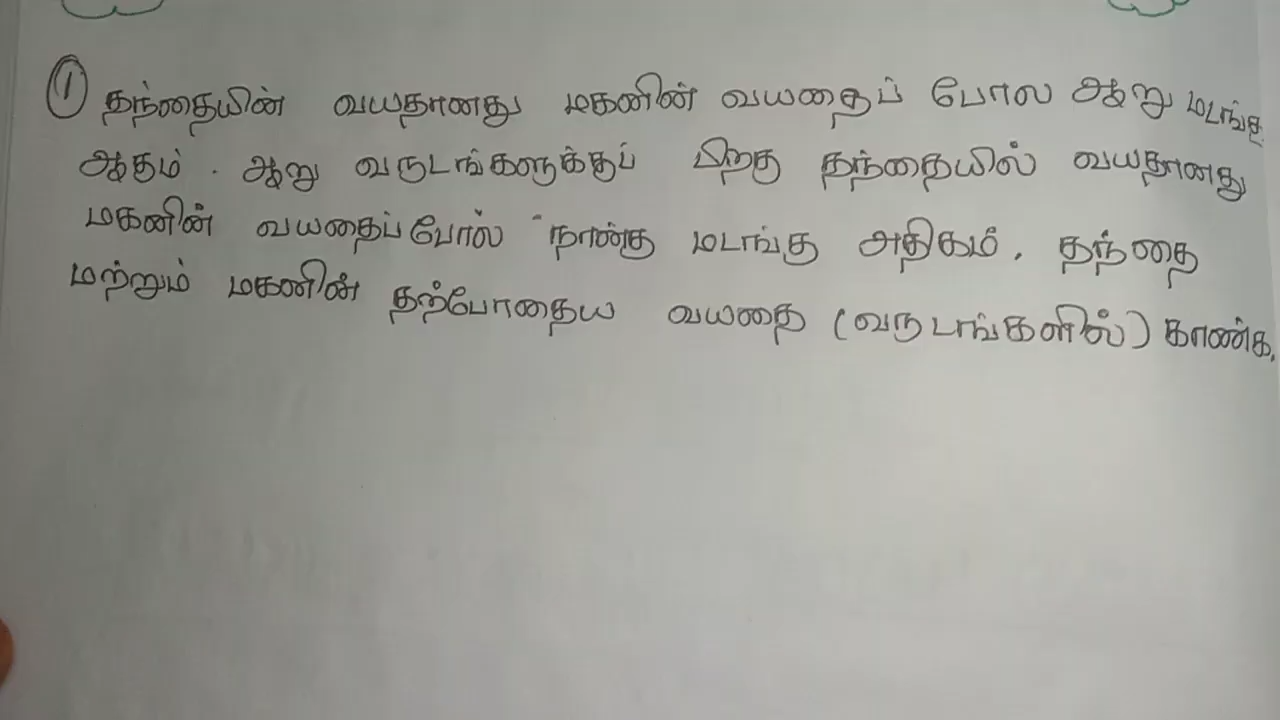 ① தந்தையின் வயதானது மகனின் வயதைப் போல ஆறு மடங்கு
ஆகும். ஆறு வருடங்களுக்குப் பிறகு தந்தையில் வயதானது
மகனின் வயதைப்போல் நான்கு மடங்கு அதிகம். தந்தை
மற்றும் மகனின் தற்போதைய வயதை (வருடங்களில்) காண்க.